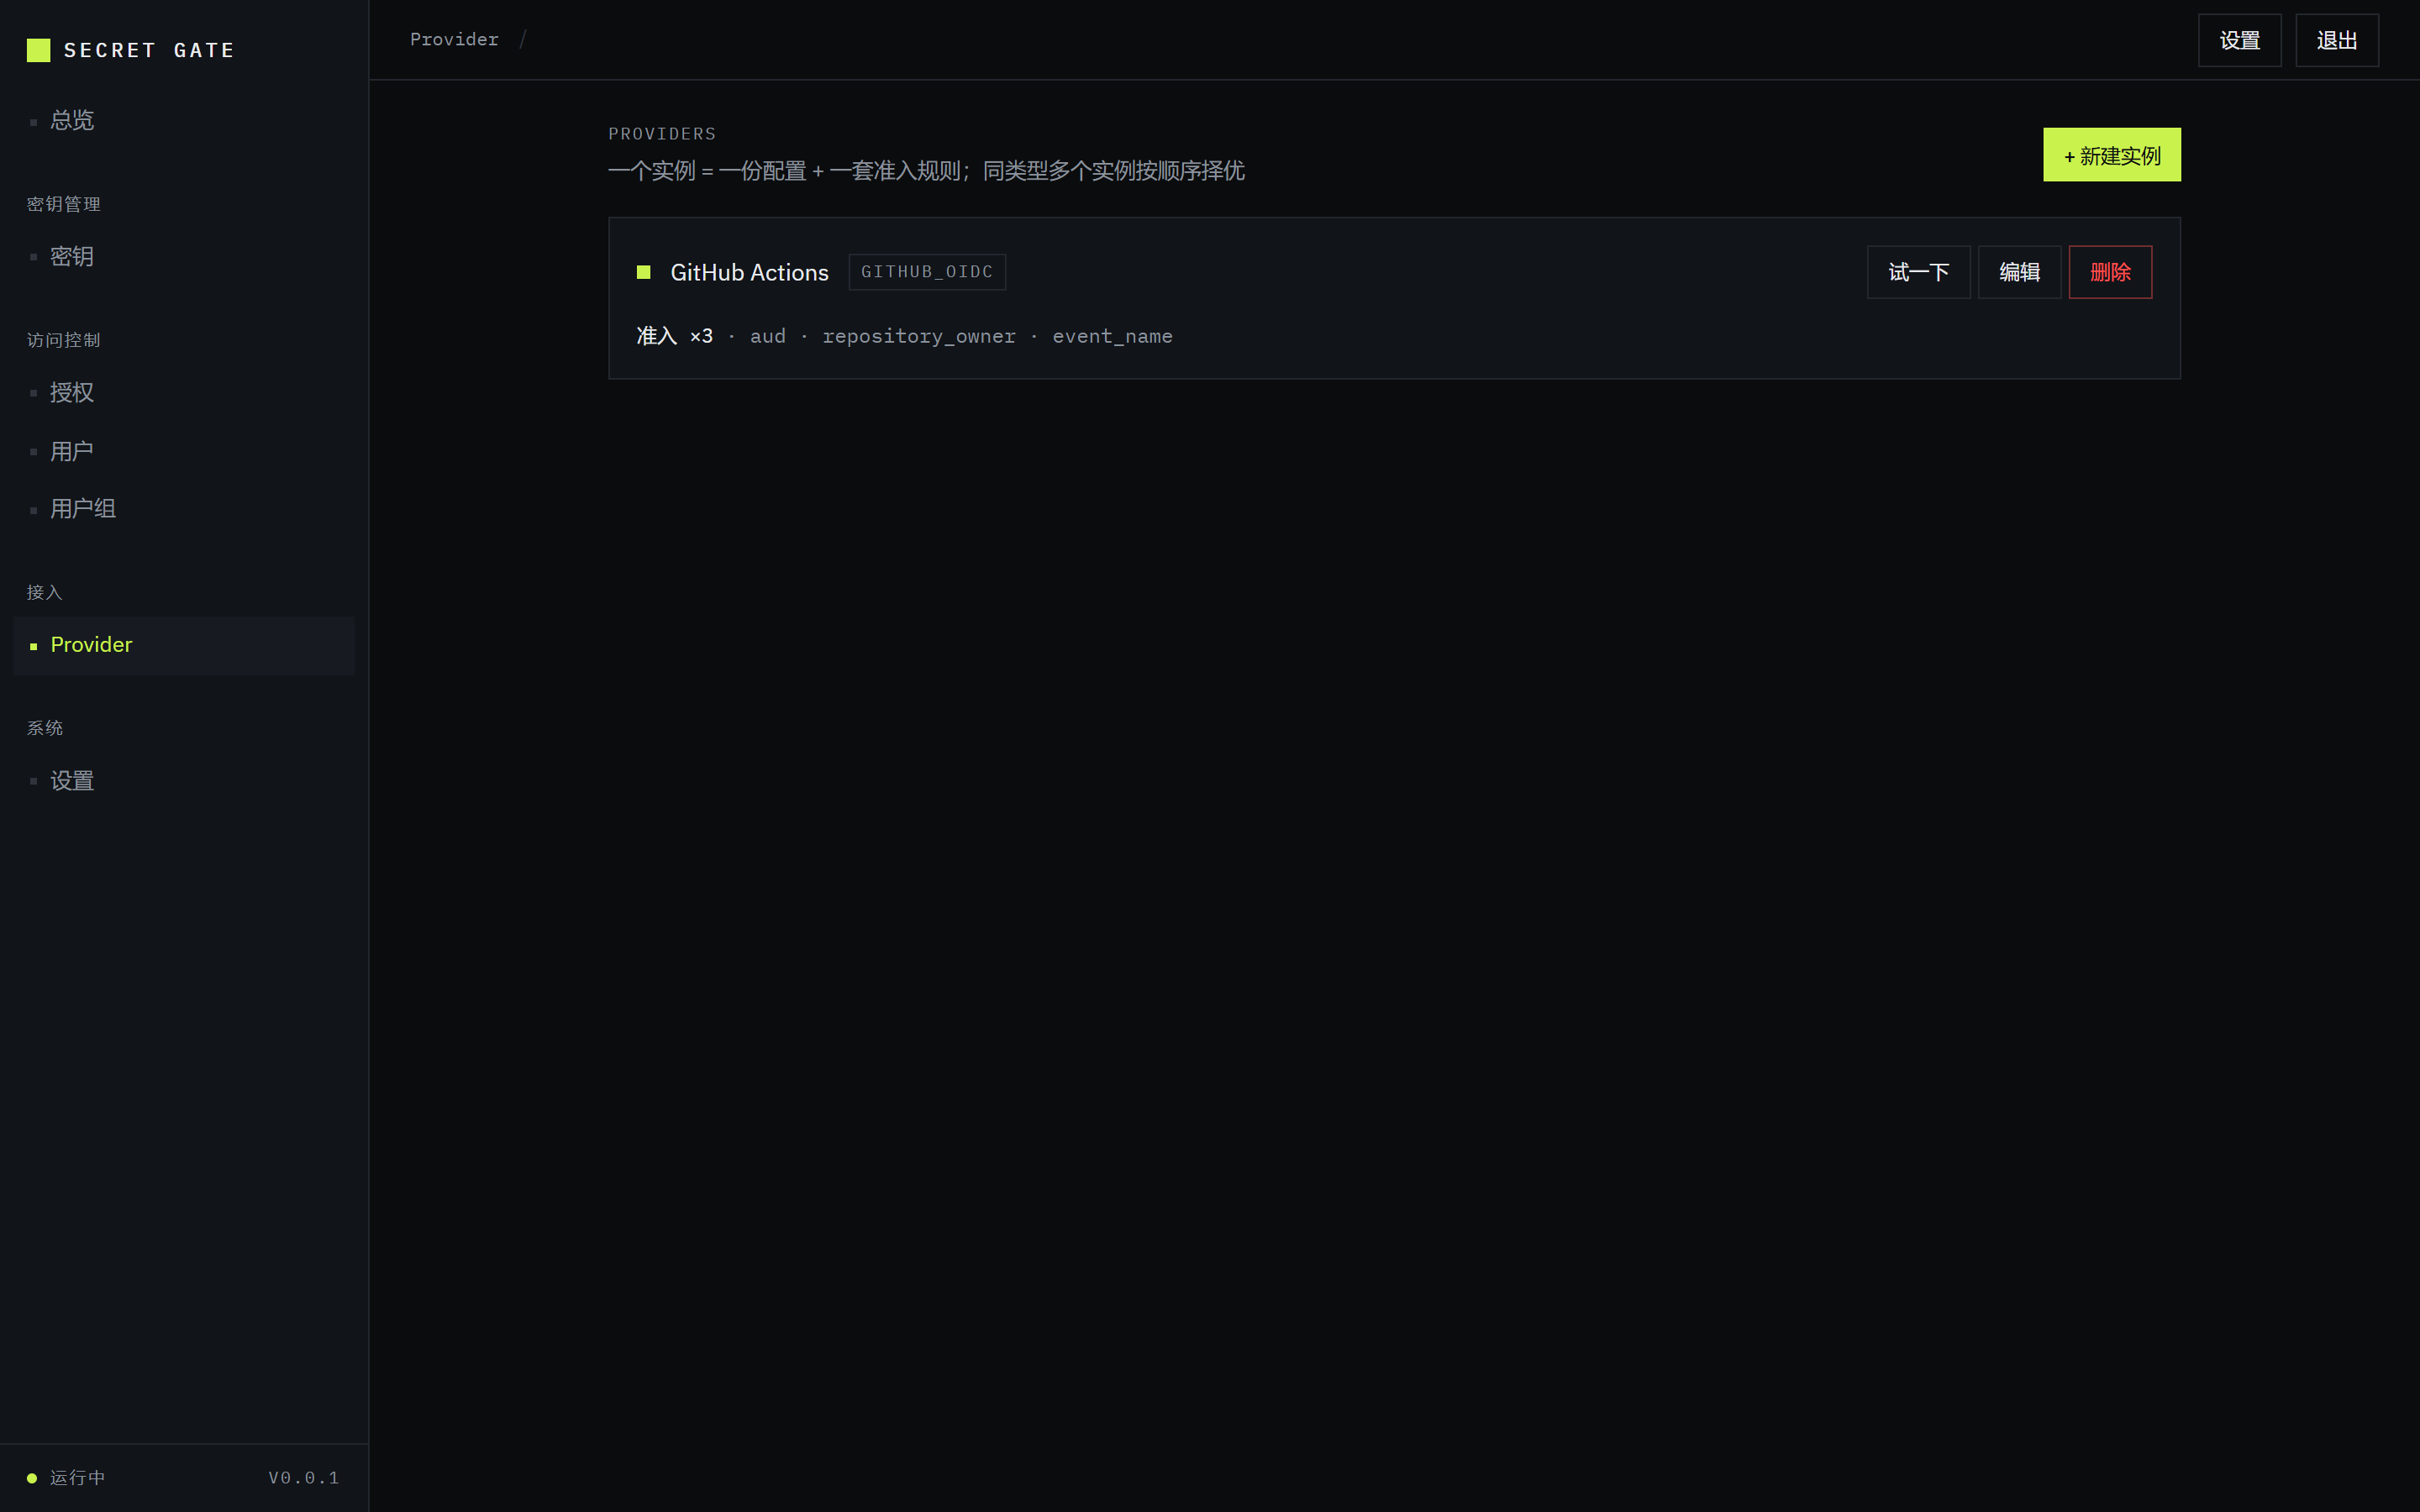 SECRET GATE
总览
密钥管理
密钥
访问控制
授权
用户
用户组
接入
Provider
系统
设置
运行中 V0.0.1
Provider /
设置 退出
PROVIDERS
一个实例 = 一份配置 + 一套准入规则；同类型多个实例按顺序择优
+ 新建实例
GitHub Actions GITHUB_OIDC
试一下 编辑 删除
准入 ×3 · aud · repository_owner · event_name